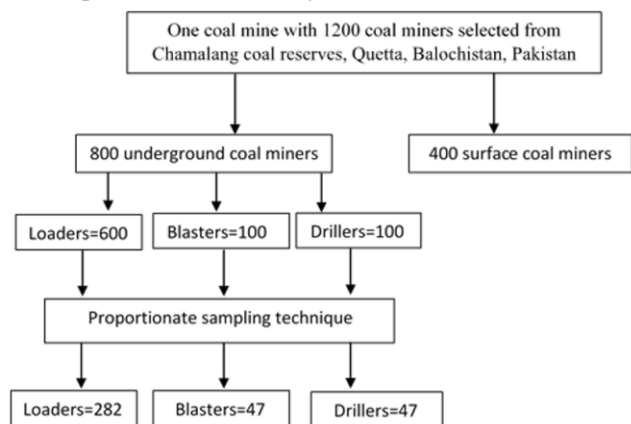 One coal mine with 1200 coal miners selected from
Chamalang coal reserves, Quetta, Balochistan, Pakistan
800 underground coal miners
400 surface coal miners
Loaders=600
Blasters=100
Drillers=100
Proportionate sampling technique
Loaders=282
Blasters=47
Drillers=47